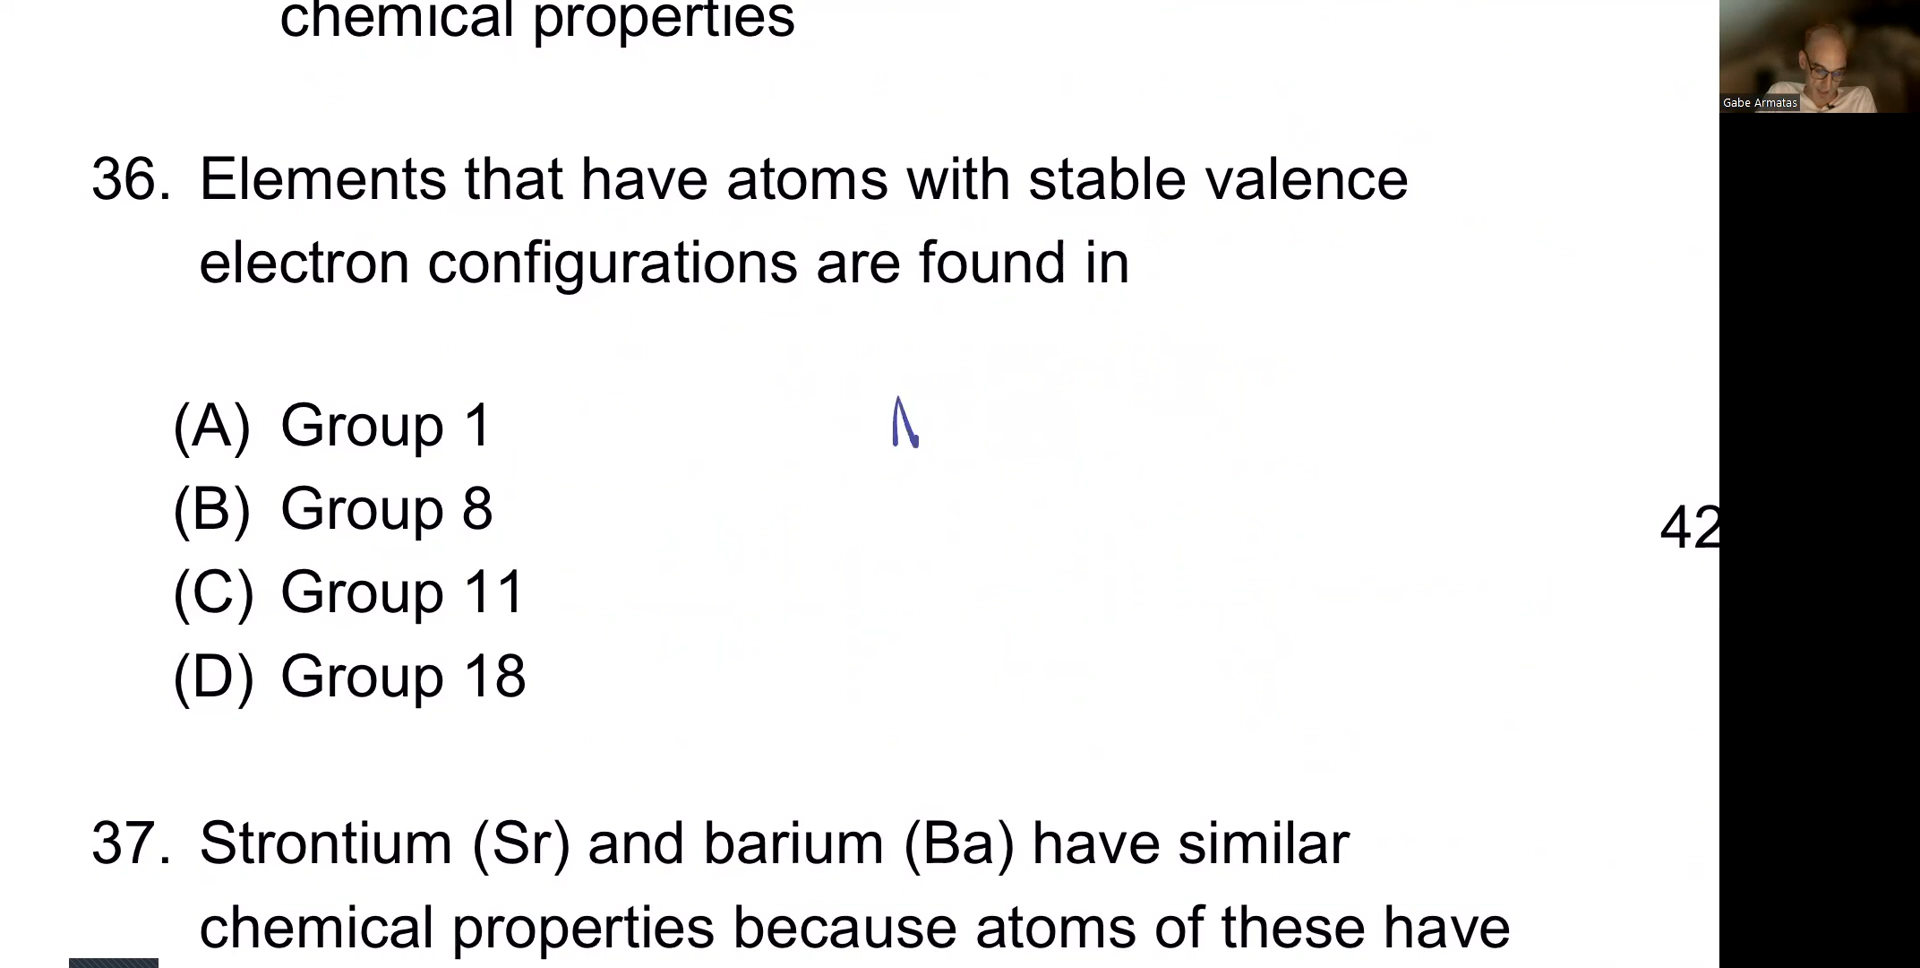 chemical properties
Gabe Armatas
36. Elements that have atoms with stable valence
electron configurations are found in
(A) Group 1
(B) Group 8
(C) Group 11
(D) Group 18
42
37. Strontium (Sr) and barium (Ba) have similar
chemical properties because atoms of these have